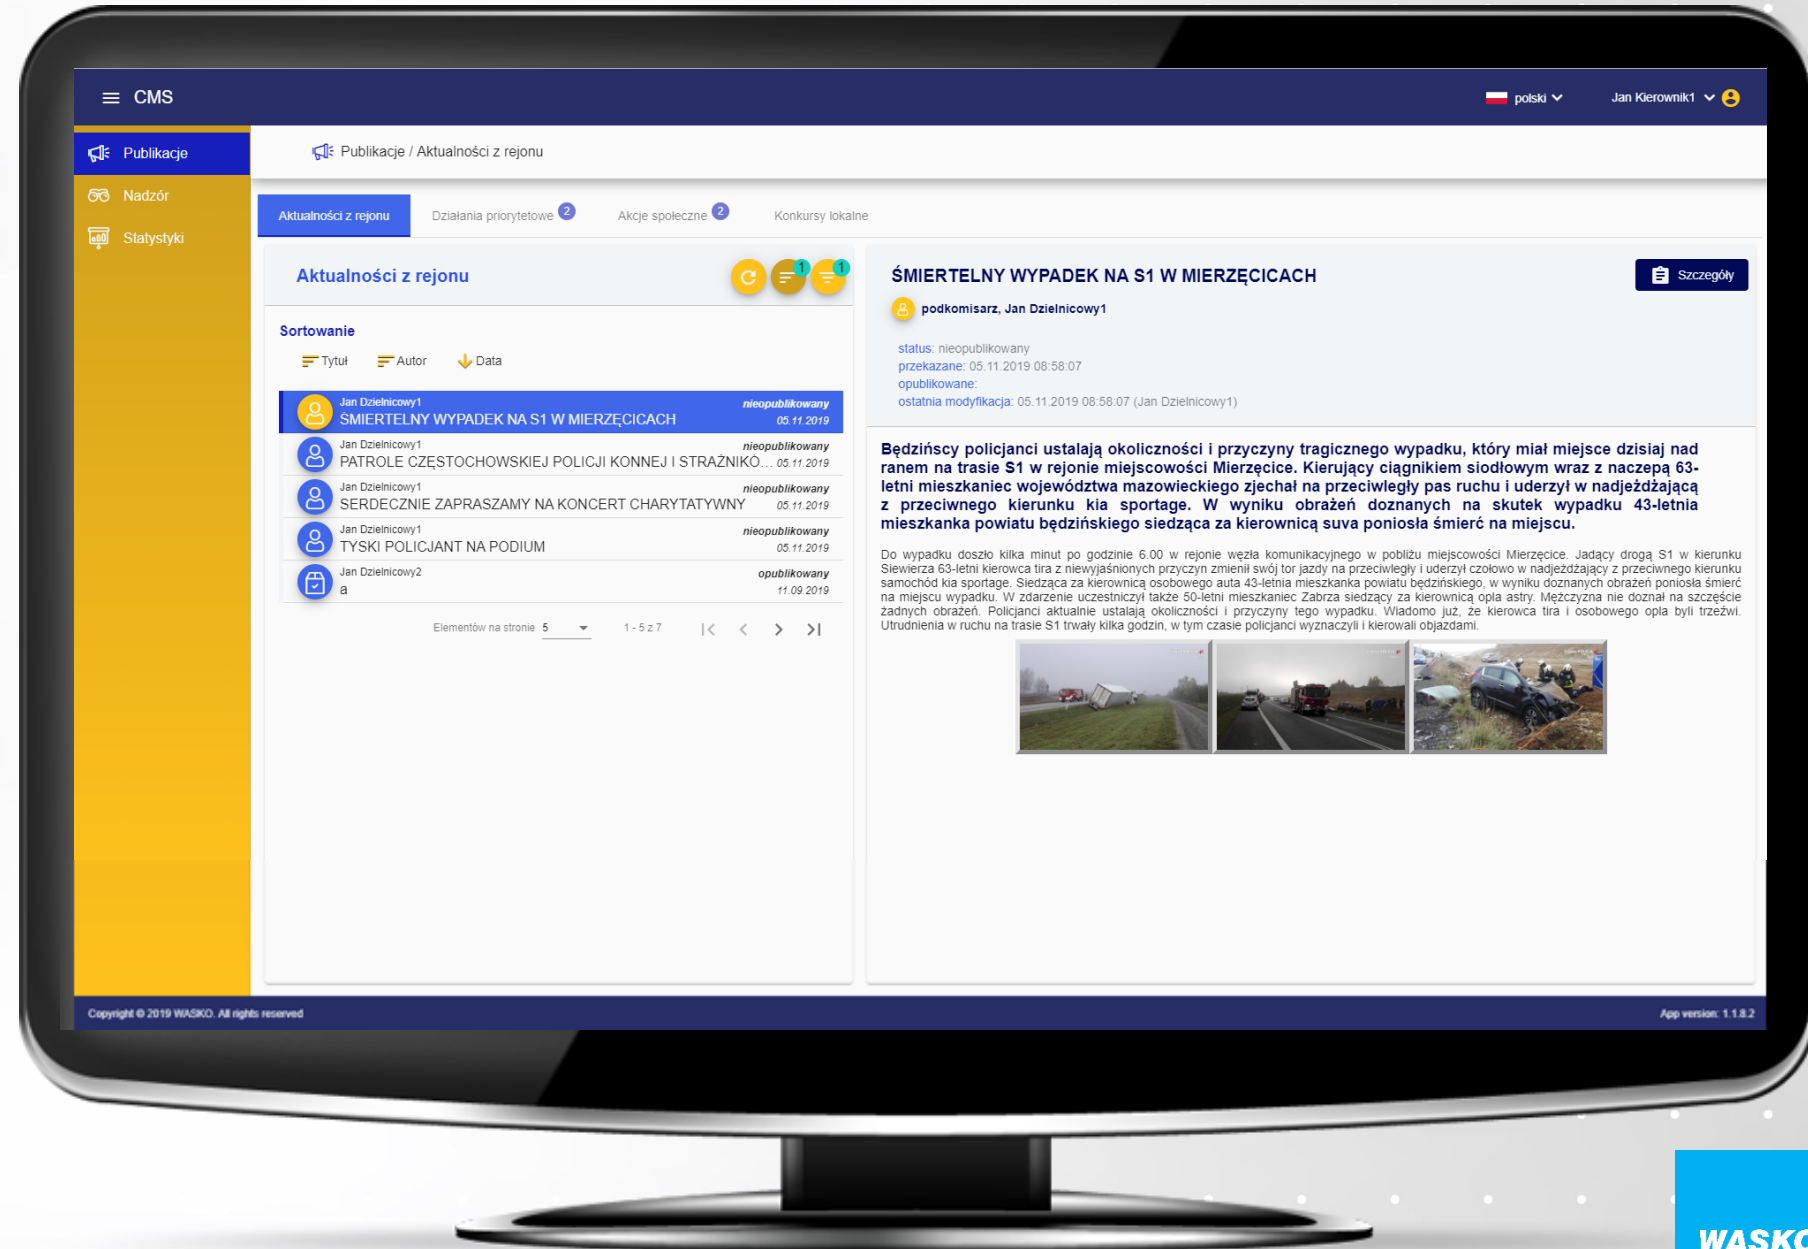 CMS
polski
Jan Kierownik1
Publikacje
Nadzór
Statystyki
Publikacje / Aktualności z rejonu
Aktualności z rejonu
Działania priorytetowe 2
Akcje społeczne 2
Konkursy lokalne
Aktualności z rejonu
1
1
Sortowanie
Tytuł
Autor
Data
Jan Dzielnicowy1
nieopublikowany
ŚMIERTELNY WYPADEK NA S1 W MIERZĘCICACH
05.11.2019
Jan Dzielnicowy1
nieopublikowany
PATROLE CZĘSTOCHOWSKIEJ POLICJI KONNEJ I STRAŻNIKÓ...
05.11.2019
Jan Dzielnicowy1
nieopublikowany
SERDECZNIE ZAPRASZAMY NA KONCERT CHARYTATYWNY
05.11.2019
Jan Dzielnicowy1
nieopublikowany
TYSKI POLICJANT NA PODIUM
05.11.2019
Jan Dzielnicowy2
opublikowany
a
11.09.2019
Elementów na stronie 5
1 - 5 z 7
ŚMIERTELNY WYPADEK NA S1 W MIERZĘCICACH
Szczegóły
podkomisarz, Jan Dzielnicowy1
status: nieopublikowany
przekazane: 05.11.2019 08:58:07
opublikowane:
ostatnia modyfikacja: 05.11.2019 08:58:07 (Jan Dzielnicowy1)
Będzińscy policjanci ustalają okoliczności i przyczyny tragicznego wypadku, który miał miejsce dzisiaj nad
ranem na trasie S1 w rejonie miejscowości Mierzęcice. Kierujący ciągnikiem siodłowym wraz z naczepą 63-
letni mieszkaniec województwa mazowieckiego zjechał na przeciwległy pas ruchu i uderzył w nadjeżdżającą
z przeciwnego kierunku kia sportage. W wyniku obrażeń doznanych na skutek wypadku 43-letnia
mieszkanka powiatu będzińskiego siedząca za kierownicą suva poniosła śmierć na miejscu.
Do wypadku doszło kilka minut po godzinie 6.00 w rejonie węzła komunikacyjnego w pobliżu miejscowości Mierzęcice. Jadący drogą S1 w kierunku
Siewierza 63-letni kierowca tira z niewyjaśnionych przyczyn zmienił swój tor jazdy na przeciwległy i uderzył czołowo w nadjeżdżający z przeciwnego kierunku
samochód kia sportage. Siedząca za kierownicą osobowego auta 43-letnia mieszkanka powiatu będzińskiego, w wyniku doznanych obrażeń poniosła śmierć
na miejscu wypadku. W zdarzenie uczestniczył także 50-letni mieszkaniec Zabrza siedzący za kierownicą opla astry. Mężczyzna nie doznał na szczęście
żadnych obrażeń. Policjanci aktualnie ustalają okoliczności i przyczyny tego wypadku. Wiadomo już, że kierowca tira i osobowego opla byli trzeźwi.
Utrudnienia w ruchu na trasie S1 trwały kilka godzin, w tym czasie policjanci wyznaczyli i kierowali objazdami.
Copyright © 2019 WASKO. All rights reserved
App version: 1.1.8.2
WASKO